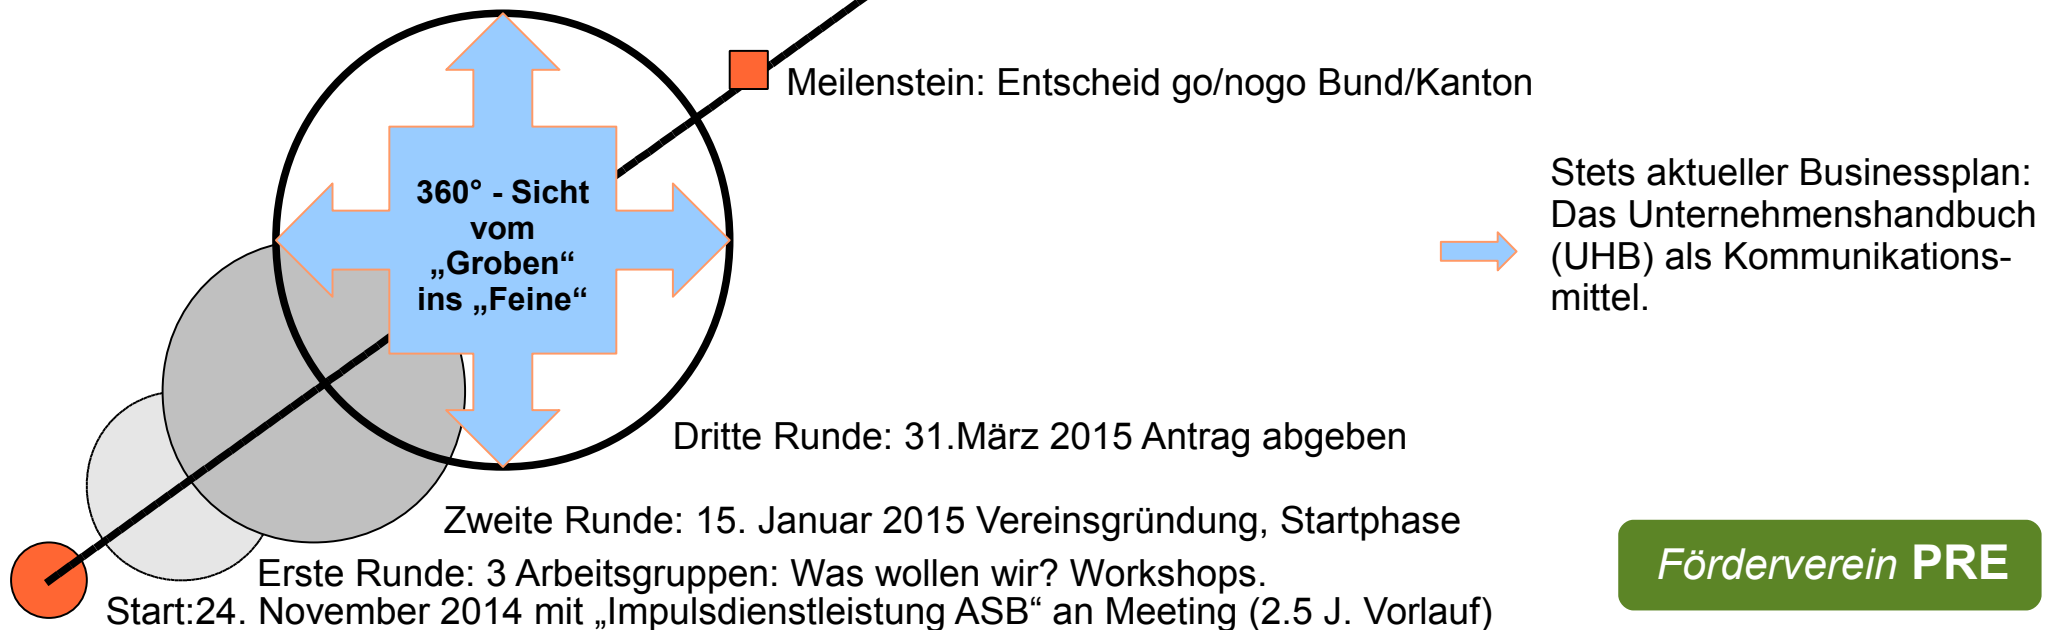 Meilenstein: Entscheid go/nogo Bund/Kanton
360° - Sicht
vom
„Groben“
ins „Feine“
Stets aktueller Businessplan:
Das Unternehmenshandbuch
(UHB) als Kommunikations-
mittel.
Dritte Runde: 31.März 2015 Antrag abgeben
Zweite Runde: 15. Januar 2015 Vereinsgründung, Startphase
Erste Runde: 3 Arbeitsgruppen: Was wollen wir? Workshops.
Start:24. November 2014 mit „Impulsdienstleistung ASB“ an Meeting (2.5 J. Vorlauf)
Förderverein PRE